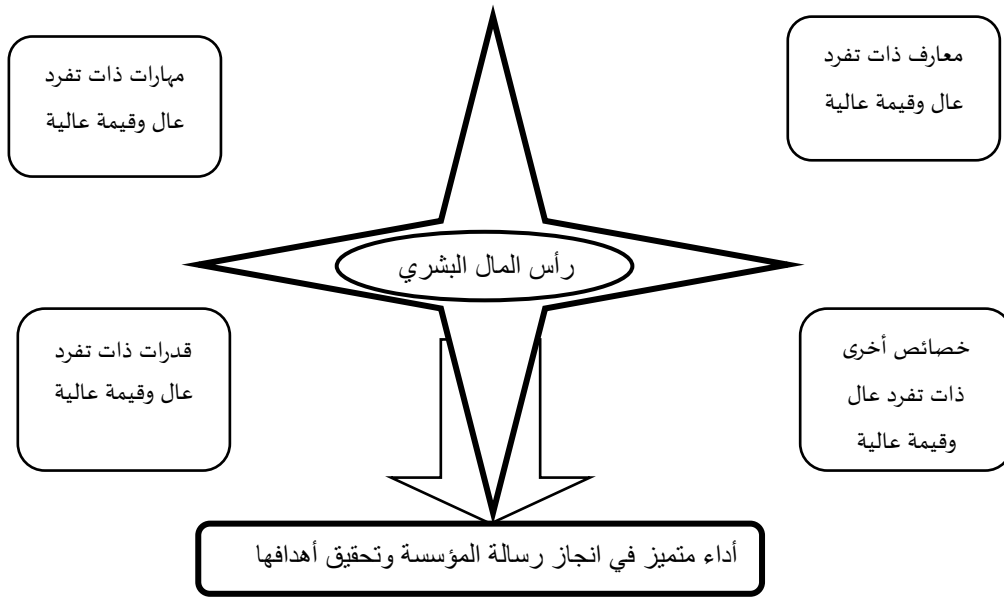 معارف ذات تفرد
عال وقيمة عالية
مهارات ذات تفرد
عال وقيمة عالية
رأس المال البشري
خصائص أخرى
ذات تفرد عال
وقيمة عالية
قدرات ذات تفرد
عال وقيمة عالية
أداء متميز في انجاز رسالة المؤسسة وتحقيق أهدافها